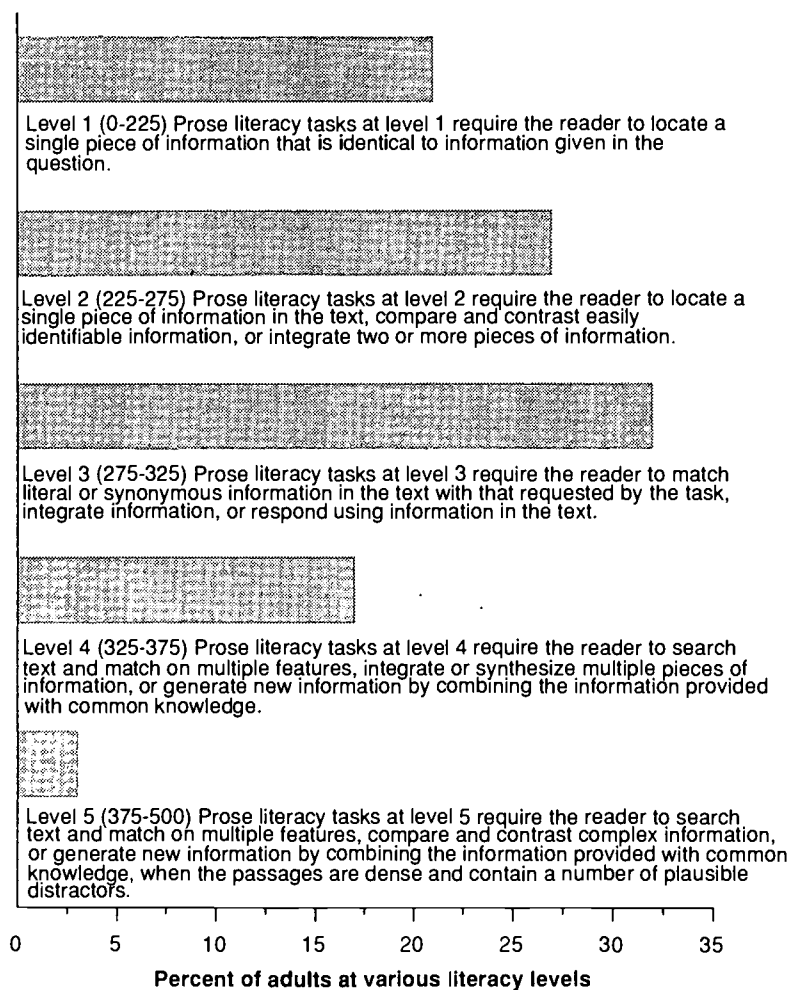 Level 1 (0-225) Prose literacy tasks at level 1 require the reader to locate a
single piece of information that is identical to information given in the
question.
Level 2 (225-275) Prose literacy tasks at level 2 require the reader to locate a
single piece of information in the text, compare and contrast easily
identifiable information, or integrate two or more pieces of information.
Level 3 (275-325) Prose literacy tasks at level 3 require the reader to match
literal or synonymous information in the text with that requested by the task,
integrate information, or respond using information in the text.
Level 4 (325-375) Prose literacy tasks at level 4 require the reader to search
text and match on multiple features, integrate or synthesize multiple pieces of
information, or generate new information by combining the information provided
with common knowledge.
Level 5 (375-500) Prose literacy tasks at level 5 require the reader to search
text and match on multiple features, compare and contrast complex information,
or generate new information by combining the information provided with common
knowledge, when the passages are dense and contain a number of plausible
distractors.
0 5 10 15 20 25 30 35
Percent of adults at various literacy levels